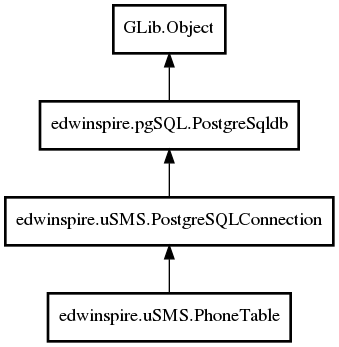 GLib.Object
edwinspire.pgSQL.PostgreSqldb
edwinspire.uSMS.PostgreSQLConnection
edwinspire.uSMS.PhoneTable